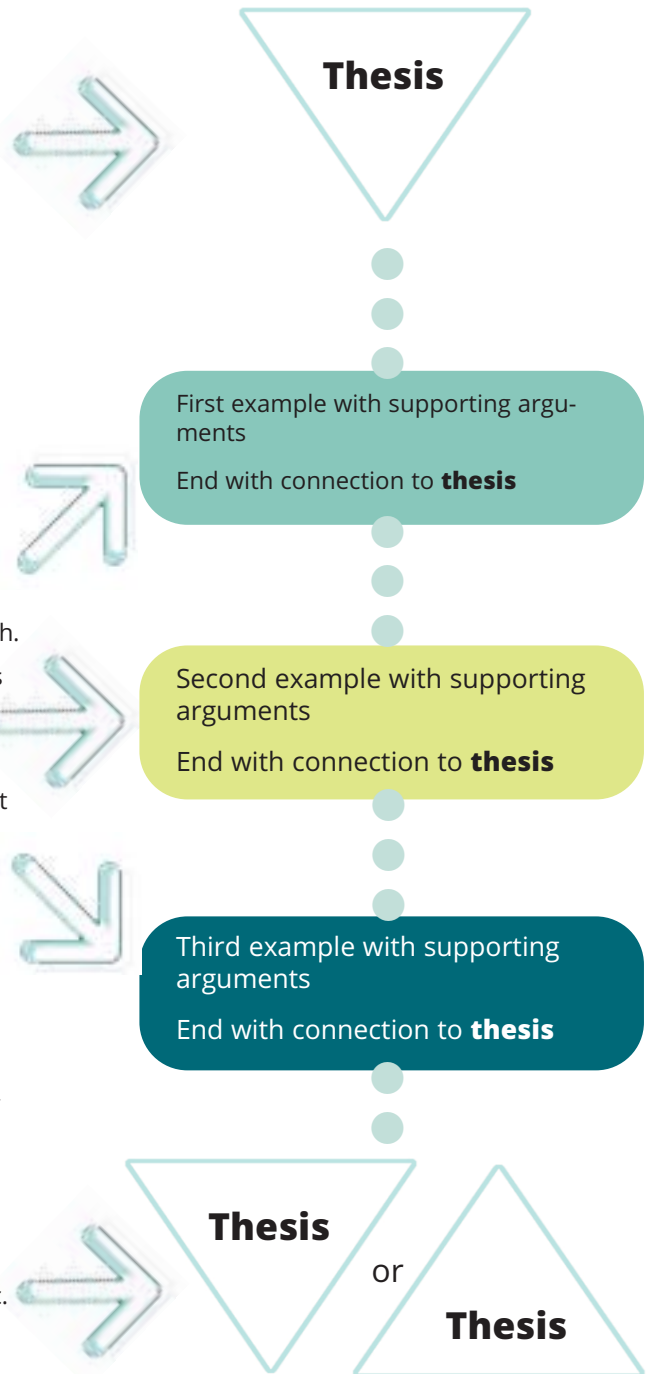 Thesis
First example with supporting argu-
ments
End with connection to thesis
h.
s
Second example with supporting
arguments
End with connection to thesis
t
Third example with supporting
arguments
End with connection to thesis
Thesis
or
Thesis